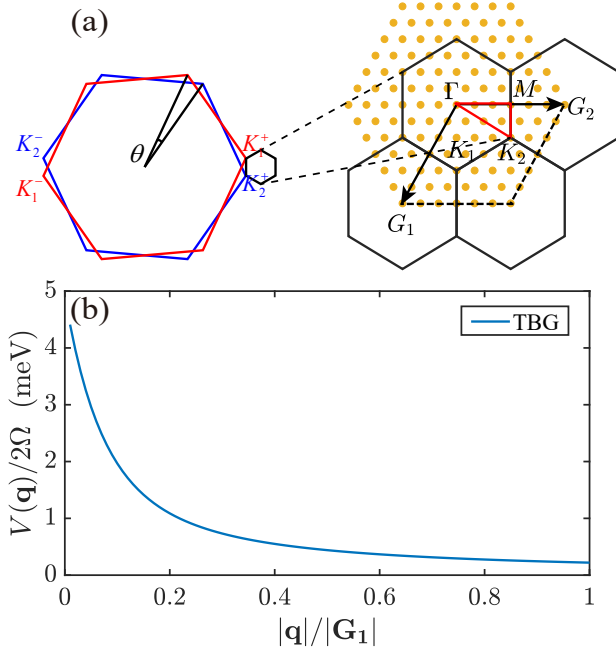 (a)
M
Γ
G₂
θ
K₂⁻
K₁⁺
K₁
K₂
K₁⁻
K₂⁺
G₁
(b)
TBG
V(q)/2Ω (meV)
5
4
3
2
1
0
0
0.2
0.4
0.6
0.8
1
|q|/|G₁|